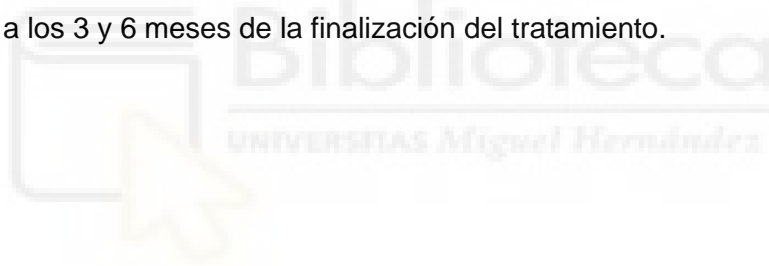 a los 3 y 6 meses de la finalización del tratamiento.
Biblioteca
UNIVERSITAS Miguel Hernández